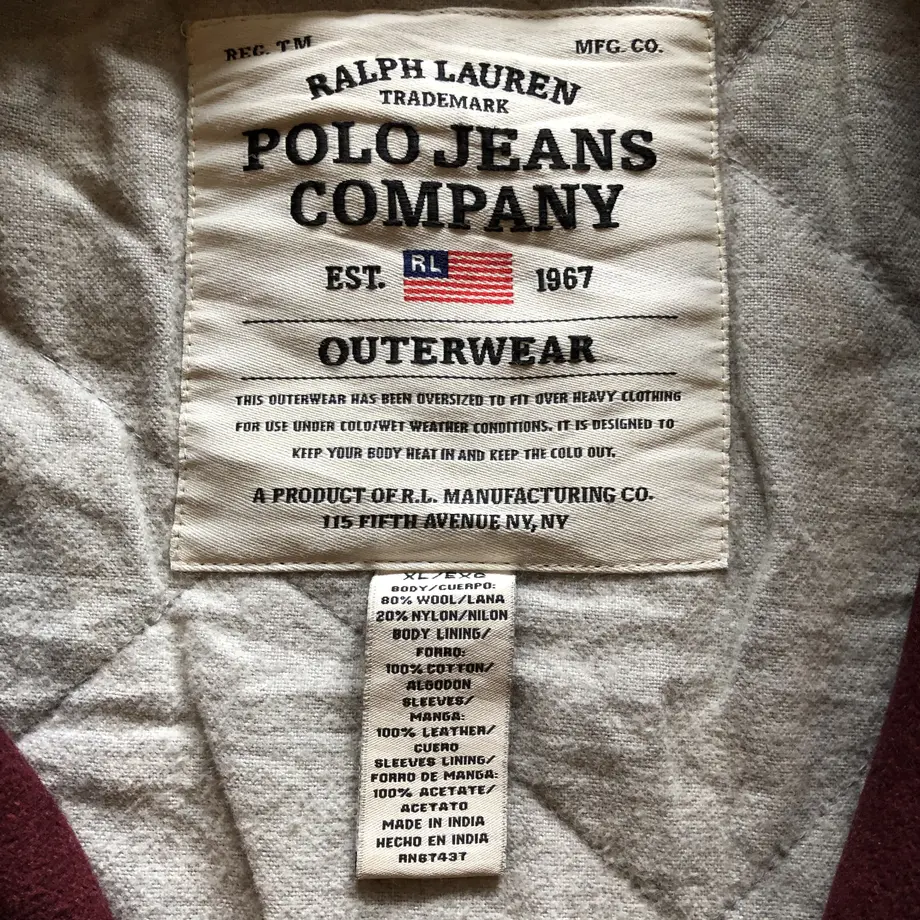 REG. TM MFG. CO.
RALPH LAUREN
TRADEMARK
POLO JEANS
COMPANY
EST. RL 1967
OUTERWEAR
THIS OUTERWEAR HAS BEEN OVERSIZED TO FIT OVER HEAVY CLOTHING
FOR USE UNDER COLD/WET WEATHER CONDITIONS. IT IS DESIGNED TO
KEEP YOUR BODY HEAT IN AND KEEP THE COLD OUT.
A PRODUCT OF R.L. MANUFACTURING CO.
115 FIFTH AVENUE NY, NY
XL/EXG
BODY/CUERPO:
80% WOOL/LANA
20% NYLON/NILON
BODY LINING/
FORRO:
100% COTTON/
ALGODON
SLEEVES/
MANGA:
100% LEATHER/
CUERO
SLEEVES LINING/
FORRO DE MANGA:
100% ACETATE/
ACETATO
MADE IN INDIA
HECHO EN INDIA
RN87437